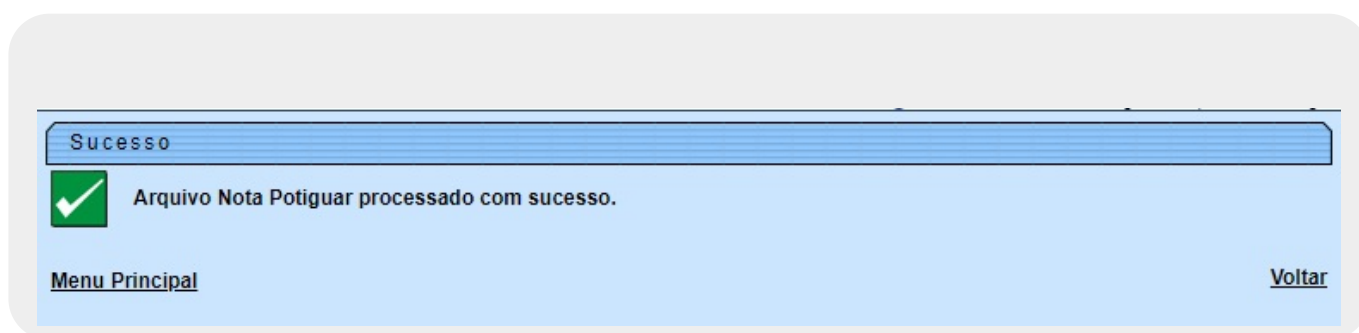 Sucesso
Arquivo Nota Potiguar processado com sucesso.
Menu Principal
Voltar